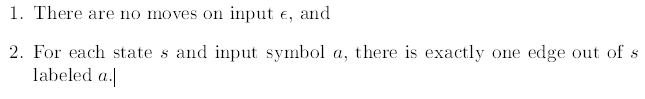 1. There are no moves on input ϵ, and
2. For each state s and input symbol a, there is exactly one edge out of s
labeled a.